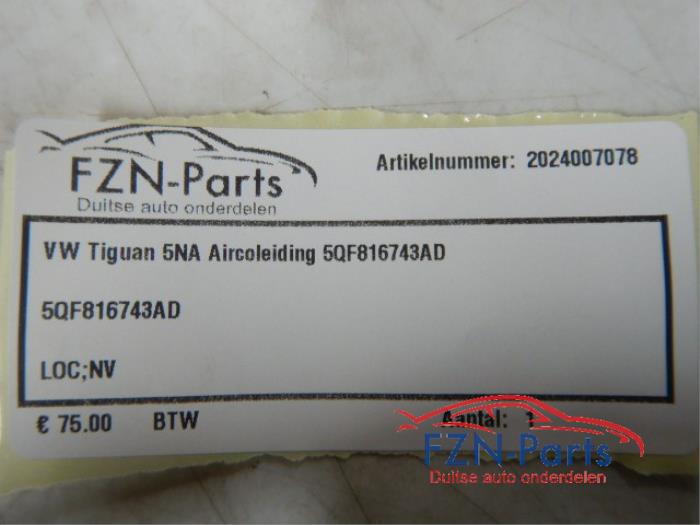 FZN-Parts
Duitse auto onderdelen
Artikelnummer: 2024007078
VW Tiguan 5NA Aircoleiding 5QF816743AD
5QF816743AD
LOC;NV
€ 75.00 BTW Aantal: 1
FZN-Parts
Duitse auto onderdelen